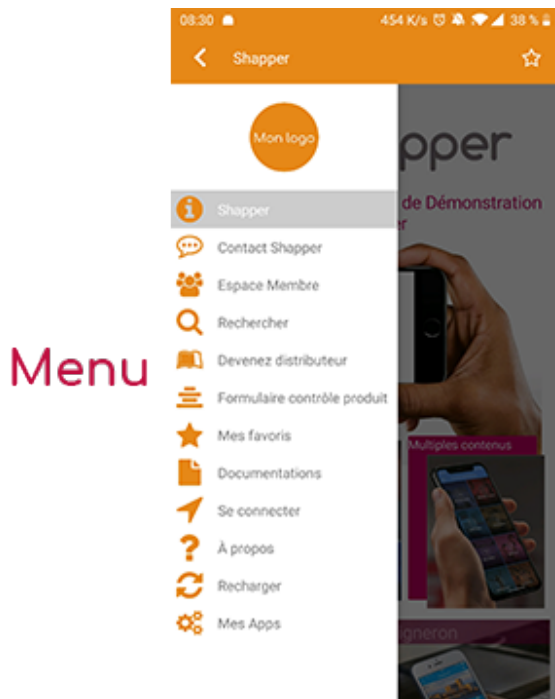 08:30 454 K/s 38 %
Shapper
Mon logo
pper
de Démonstration
r
Shapper
Contact Shapper
Espace Membre
Rechercher
Menu
Devenez distributeur
Formulaire contrôle produit
Mes favoris
Multiples contenus
Documentations
Se connecter
À propos
Recharger
Mes Apps
igneron